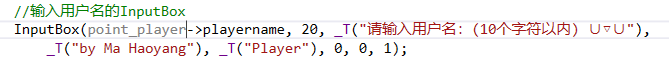 //输入用户名的InputBox
InputBox(point_player->playername, 20, _T("请输入用户名：(10个字符以内) ∪▽∪"),
_T("by Ma Haoyang"), _T("Player"), 0, 0, 1);